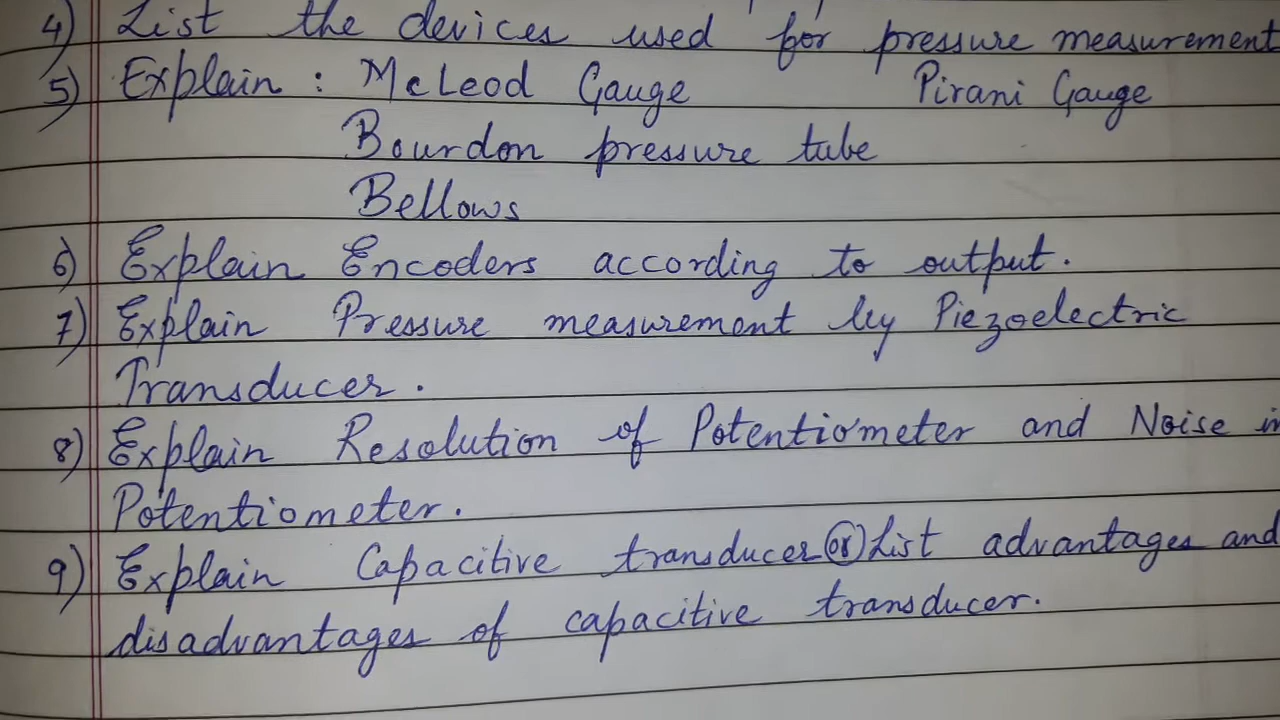 4) List the devices used for pressure measurement
5) Explain : McLeod Gauge Pirani Gauge
Bourdon pressure tube
Bellows
6) Explain Encoders according to output.
7) Explain Pressure measurement by Piezoelectric
Transducer.
8) Explain Resolution of Potentiometer and Noise in
Potentiometer.
9) Explain Capacitive transducer (or) List advantages and
disadvantages of capacitive transducer.